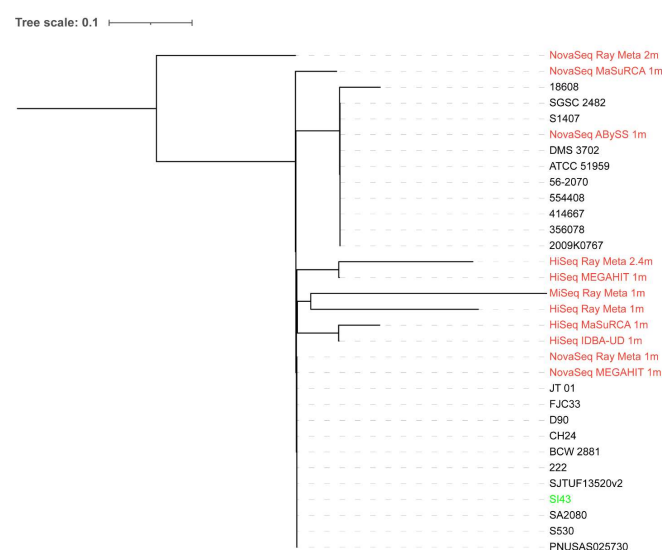 Tree scale: 0.1
NovaSeq Ray Meta 2m
NovaSeq MaSuRCA 1m
18608
SGSC 2482
S1407
NovaSeq ABySS 1m
DMS 3702
ATCC 51959
56-2070
554408
414667
356078
2009K0767
HiSeq Ray Meta 2.4m
HiSeq MEGAHIT 1m
MiSeq Ray Meta 1m
HiSeq Ray Meta 1m
HiSeq MaSuRCA 1m
HiSeq IDBA-UD 1m
NovaSeq Ray Meta 1m
NovaSeq MEGAHIT 1m
JT 01
FJC33
D90
CH24
BCW 2881
222
SJTUF13520v2
SI43
SA2080
S530
PNUSAS025730